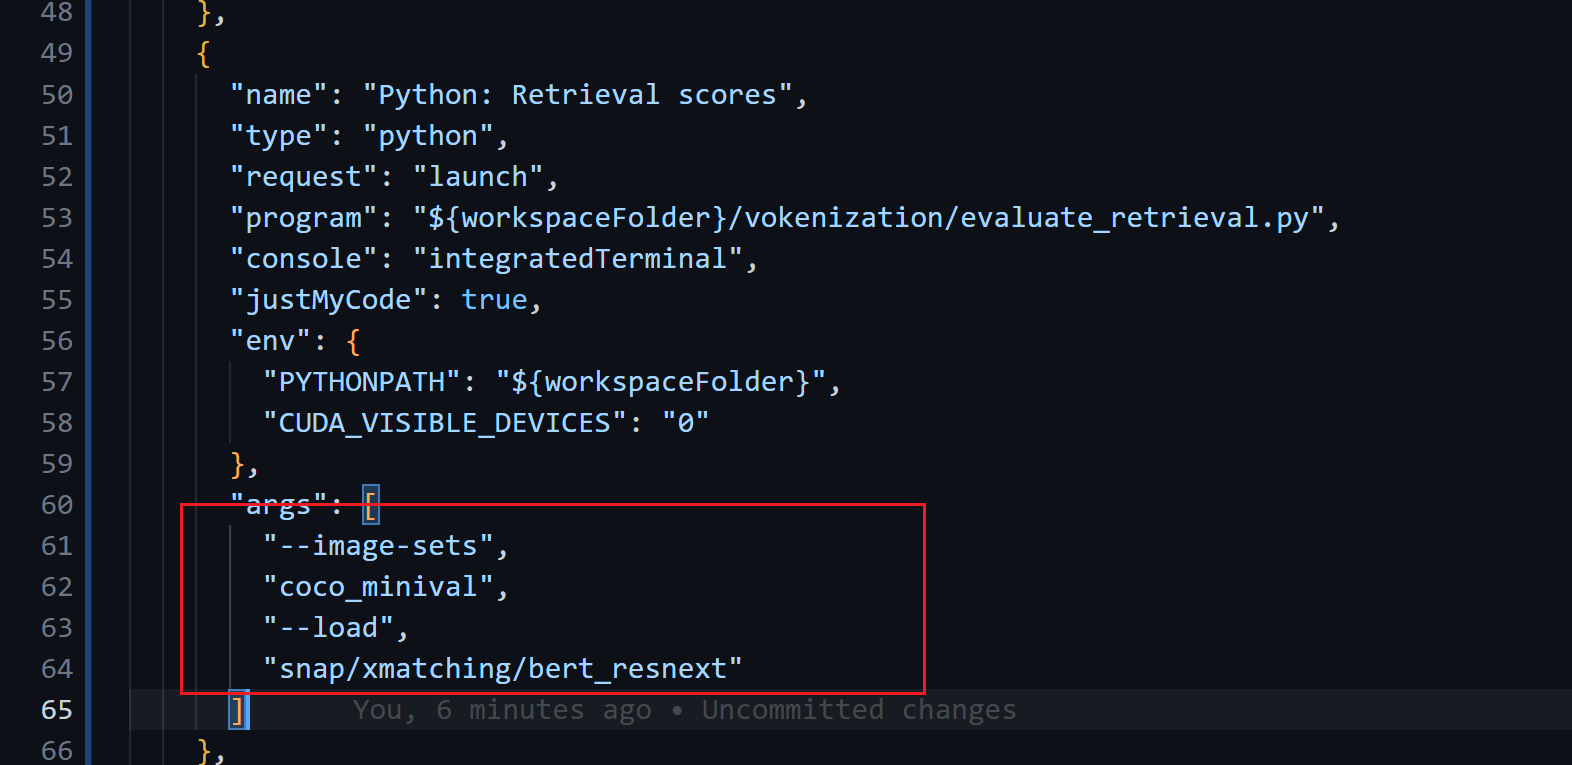 48 },
49 {
50 "name": "Python: Retrieval scores",
51 "type": "python",
52 "request": "launch",
53 "program": "${workspaceFolder}/vokenization/evaluate_retrieval.py",
54 "console": "integratedTerminal",
55 "justMyCode": true,
56 "env": {
57 "PYTHONPATH": "${workspaceFolder}",
58 "CUDA_VISIBLE_DEVICES": "0"
59 },
60 "args": [
61 "--image-sets",
62 "coco_minival",
63 "--load",
64 "snap/xmatching/bert_resnext"
65 ] You, 6 minutes ago • Uncommitted changes
66 },